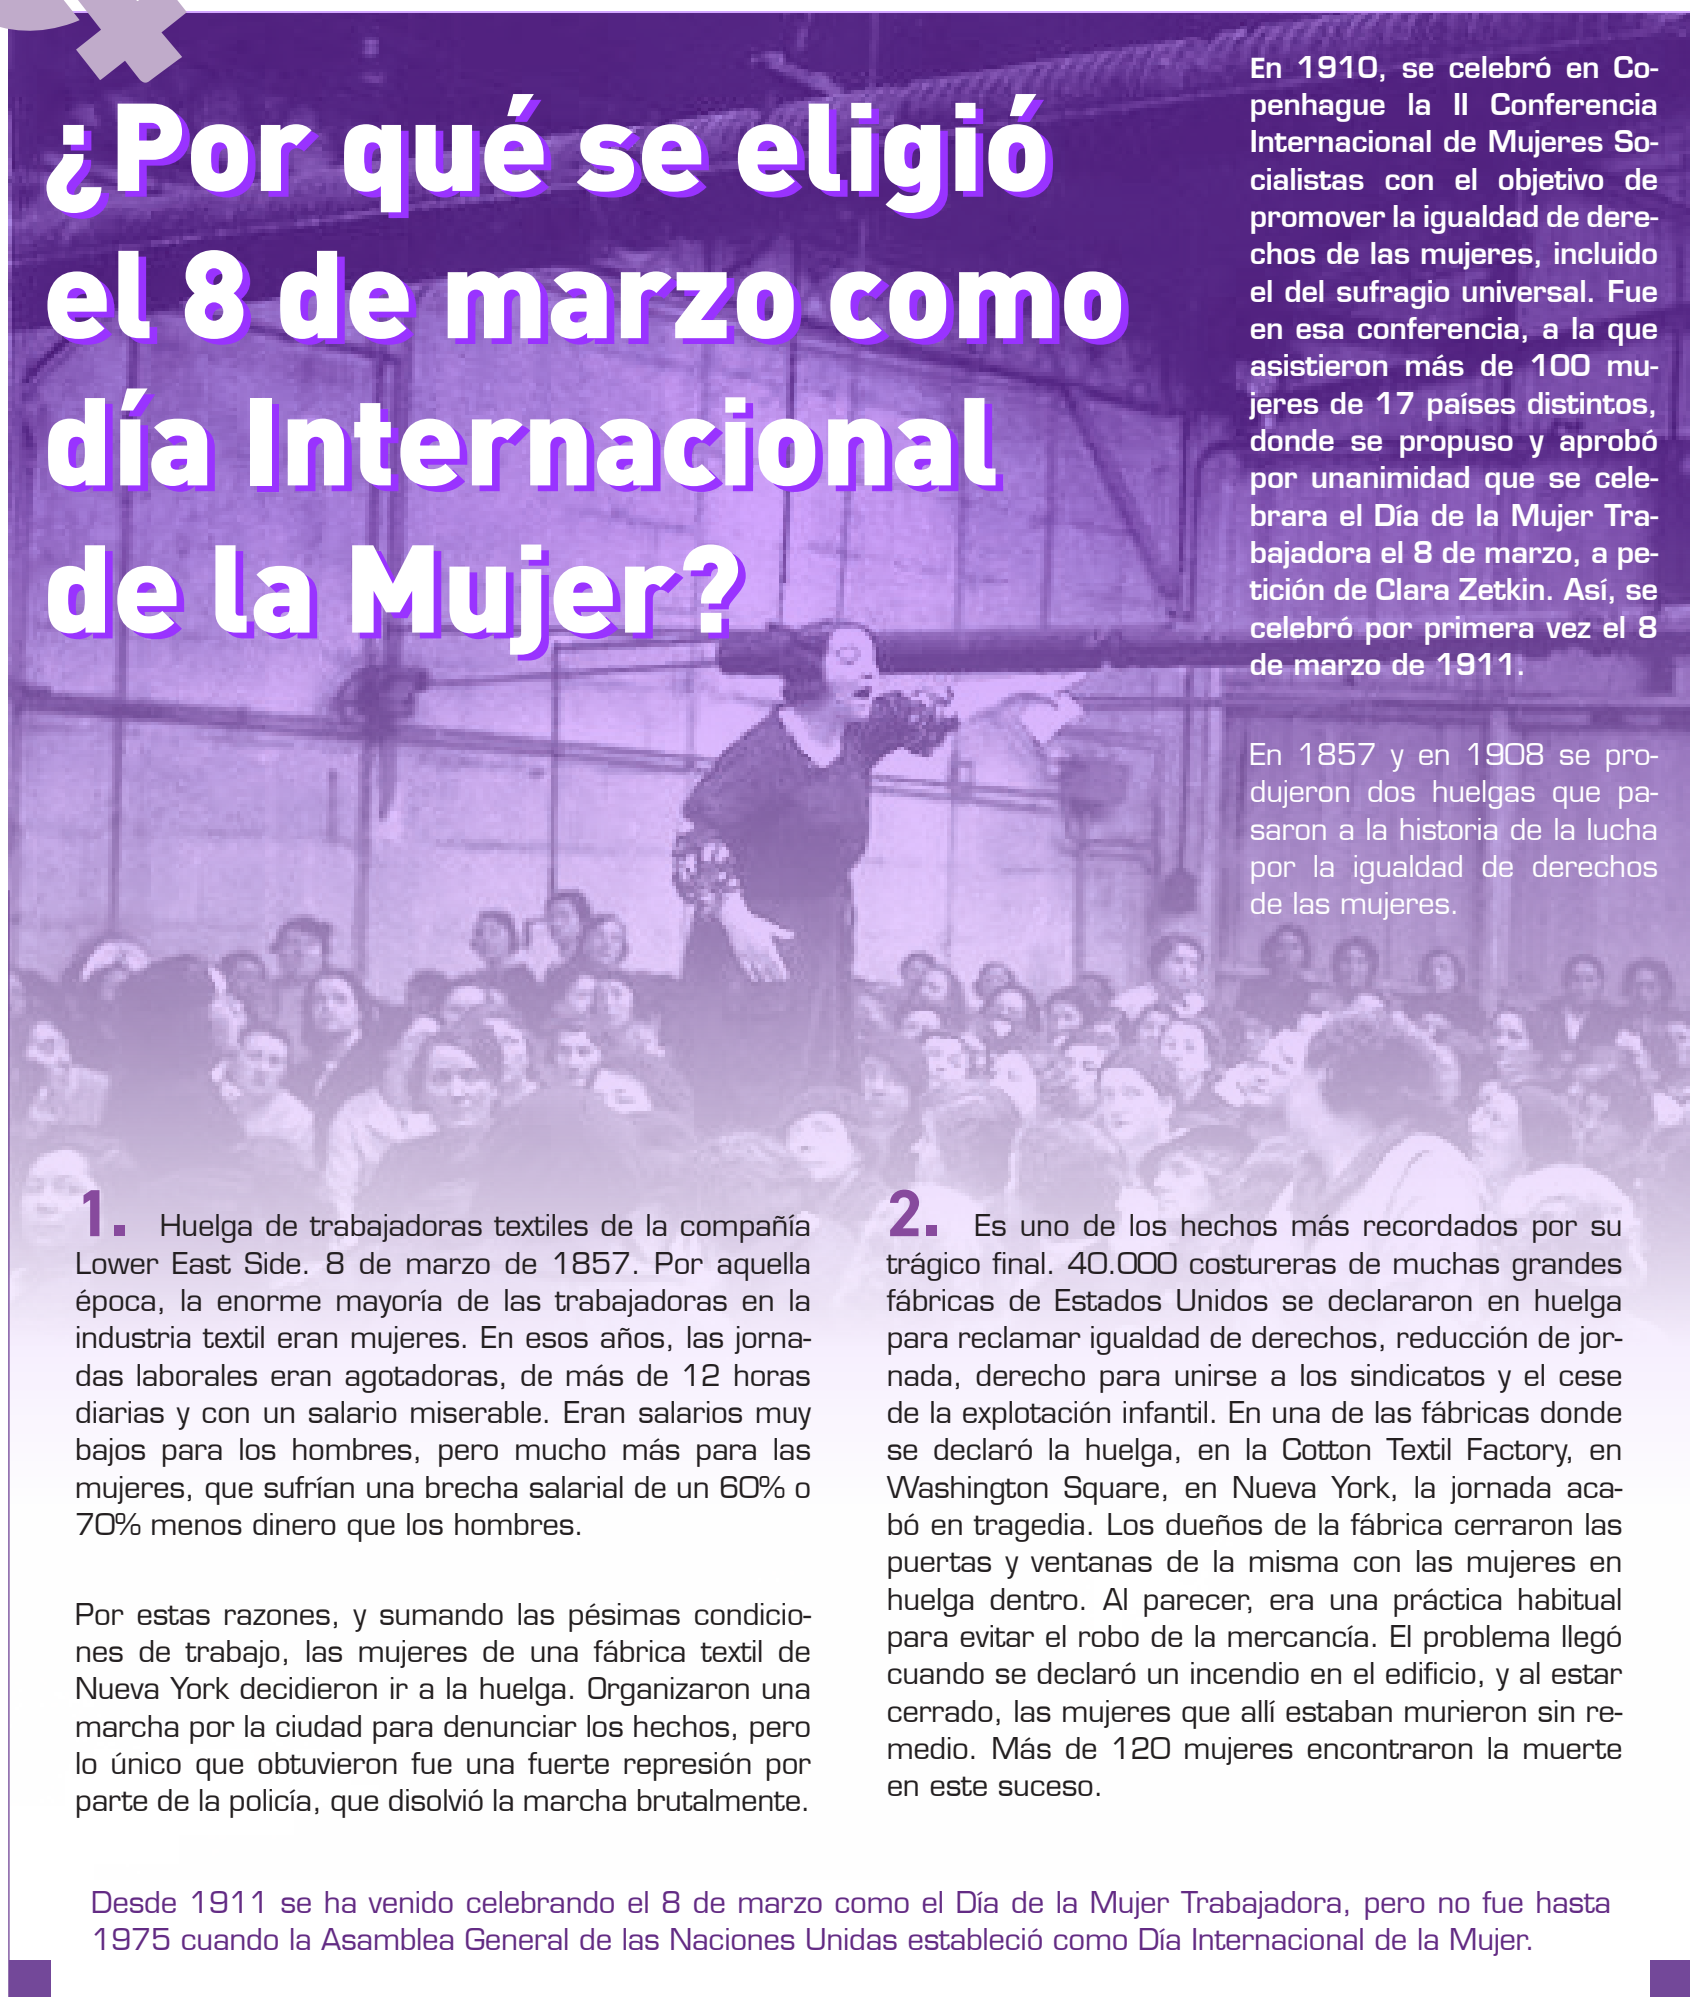 ¿Por qué se eligió
el 8 de marzo como
día Internacional
de la Mujer?
En 1910, se celebró en Co-
penhague la II Conferencia
Internacional de Mujeres So-
cialistas con el objetivo de
promover la igualdad de dere-
chos de las mujeres, incluido
el del sufragio universal. Fue
en esa conferencia, a la que
asistieron más de 100 mu-
jeres de 17 países distintos,
donde se propuso y aprobó
por unanimidad que se cele-
brara el Día de la Mujer Tra-
bajadora el 8 de marzo, a pe-
tición de Clara Zetkin. Así, se
celebró por primera vez el 8
de marzo de 1911.
En 1857 y en 1908 se pro-
dujeron dos huelgas que pa-
saron a la historia de la lucha
por la igualdad de derechos
de las mujeres.
1. Huelga de trabajadoras textiles de la compañía
Lower East Side. 8 de marzo de 1857. Por aquella
época, la enorme mayoría de las trabajadoras en la
industria textil eran mujeres. En esos años, las jorna-
das laborales eran agotadoras, de más de 12 horas
diarias y con un salario miserable. Eran salarios muy
bajos para los hombres, pero mucho más para las
mujeres, que sufrían una brecha salarial de un 60% o
70% menos dinero que los hombres.
Por estas razones, y sumando las pésimas condicio-
nes de trabajo, las mujeres de una fábrica textil de
Nueva York decidieron ir a la huelga. Organizaron una
marcha por la ciudad para denunciar los hechos, pero
lo único que obtuvieron fue una fuerte represión por
parte de la policía, que disolvió la marcha brutalmente.
2. Es uno de los hechos más recordados por su
trágico final. 40.000 costureras de muchas grandes
fábricas de Estados Unidos se declararon en huelga
para reclamar igualdad de derechos, reducción de jor-
nada, derecho para unirse a los sindicatos y el cese
de la explotación infantil. En una de las fábricas donde
se declaró la huelga, en la Cotton Textil Factory, en
Washington Square, en Nueva York, la jornada aca-
bó en tragedia. Los dueños de la fábrica cerraron las
puertas y ventanas de la misma con las mujeres en
huelga dentro. Al parecer, era una práctica habitual
para evitar el robo de la mercancía. El problema llegó
cuando se declaró un incendio en el edificio, y al estar
cerrado, las mujeres que allí estaban murieron sin re-
medio. Más de 120 mujeres encontraron la muerte
en este suceso.
Desde 1911 se ha venido celebrando el 8 de marzo como el Día de la Mujer Trabajadora, pero no fue hasta
1975 cuando la Asamblea General de las Naciones Unidas estableció como Día Internacional de la Mujer.